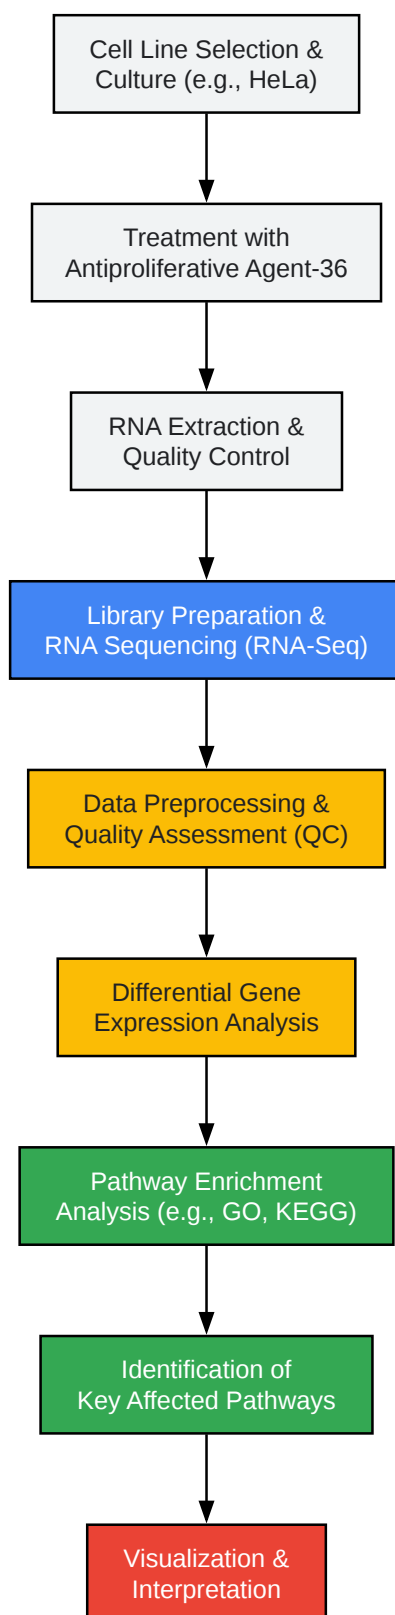 Cell Line Selection &
Culture (e.g., HeLa)
Treatment with
Antiproliferative Agent-36
RNA Extraction &
Quality Control
Library Preparation &
RNA Sequencing (RNA-Seq)
Data Preprocessing &
Quality Assessment (QC)
Differential Gene
Expression Analysis
Pathway Enrichment
Analysis (e.g., GO, KEGG)
Identification of
Key Affected Pathways
Visualization &
Interpretation